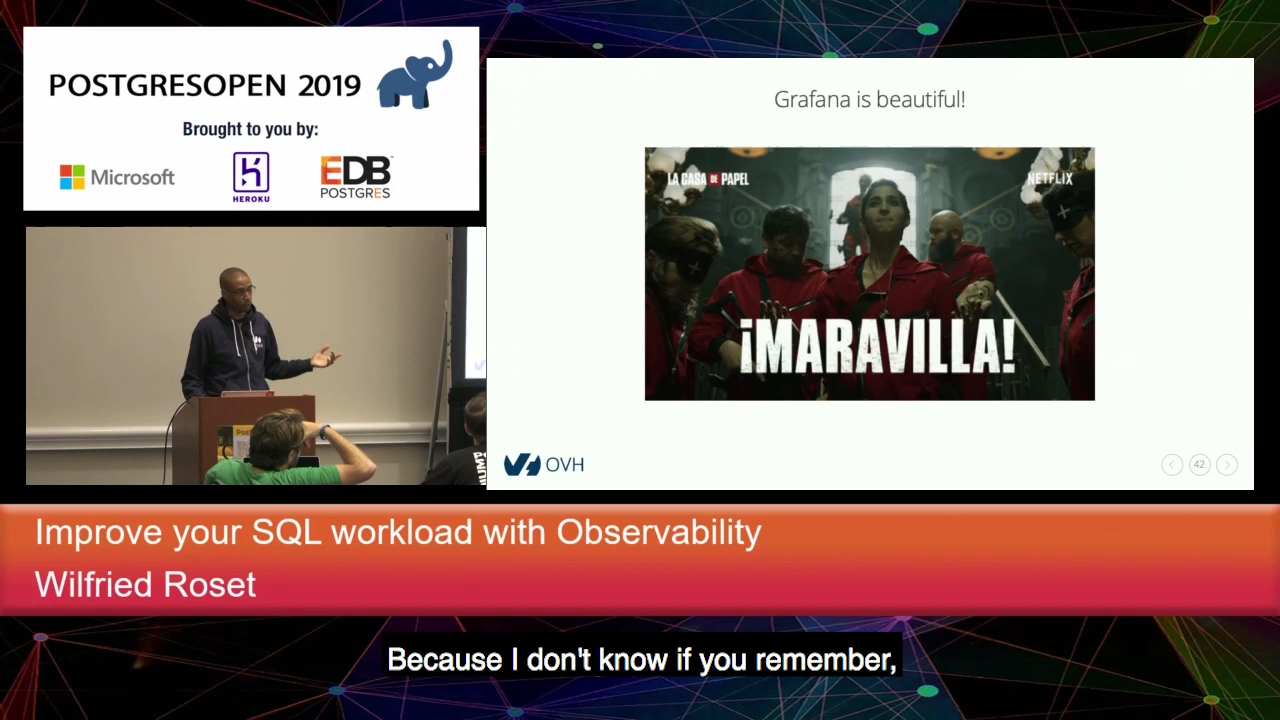 POSTGRESOPEN 2019
Brought to you by:
Microsoft
HEROKU
EDB
POSTGRES
Grafana is beautiful!
LA CASA DE PAPEL
NETFLIX
¡MARAVILLA!
OVH
42
Improve your SQL workload with Observability
Wilfried Roset
Because I don't know if you remember,